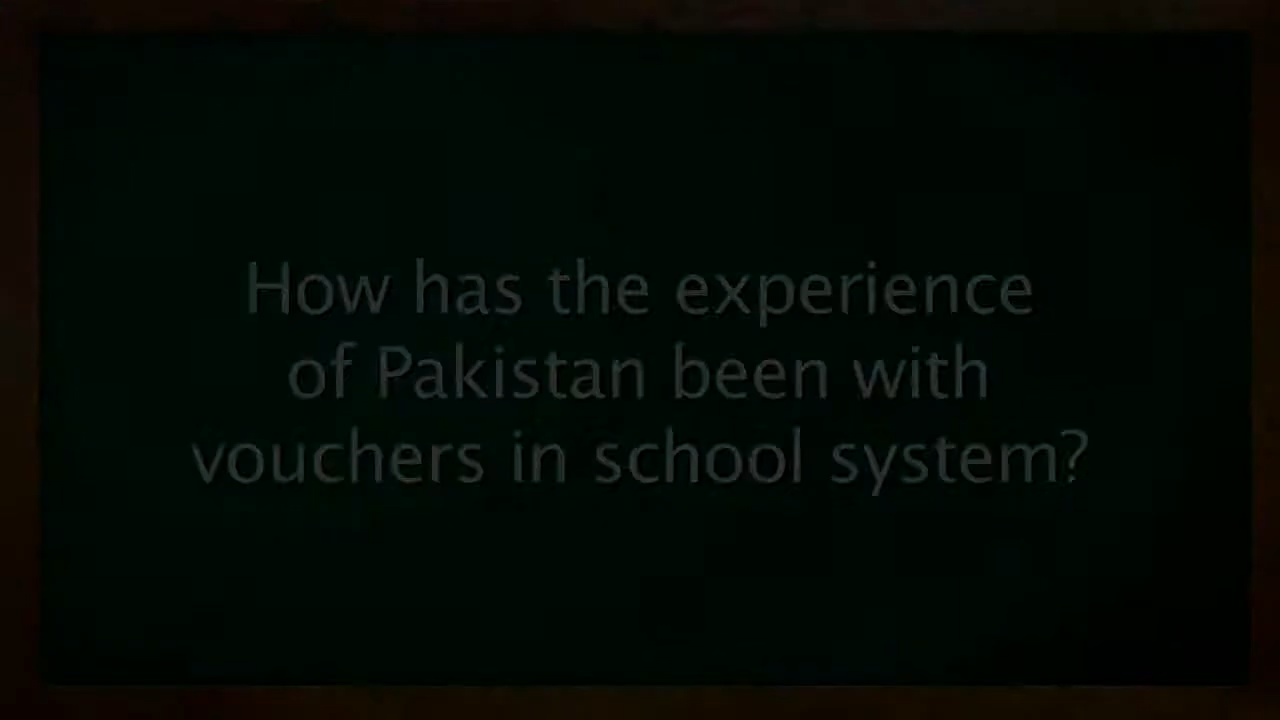 How has the experience
of Pakistan been with
vouchers in school system?